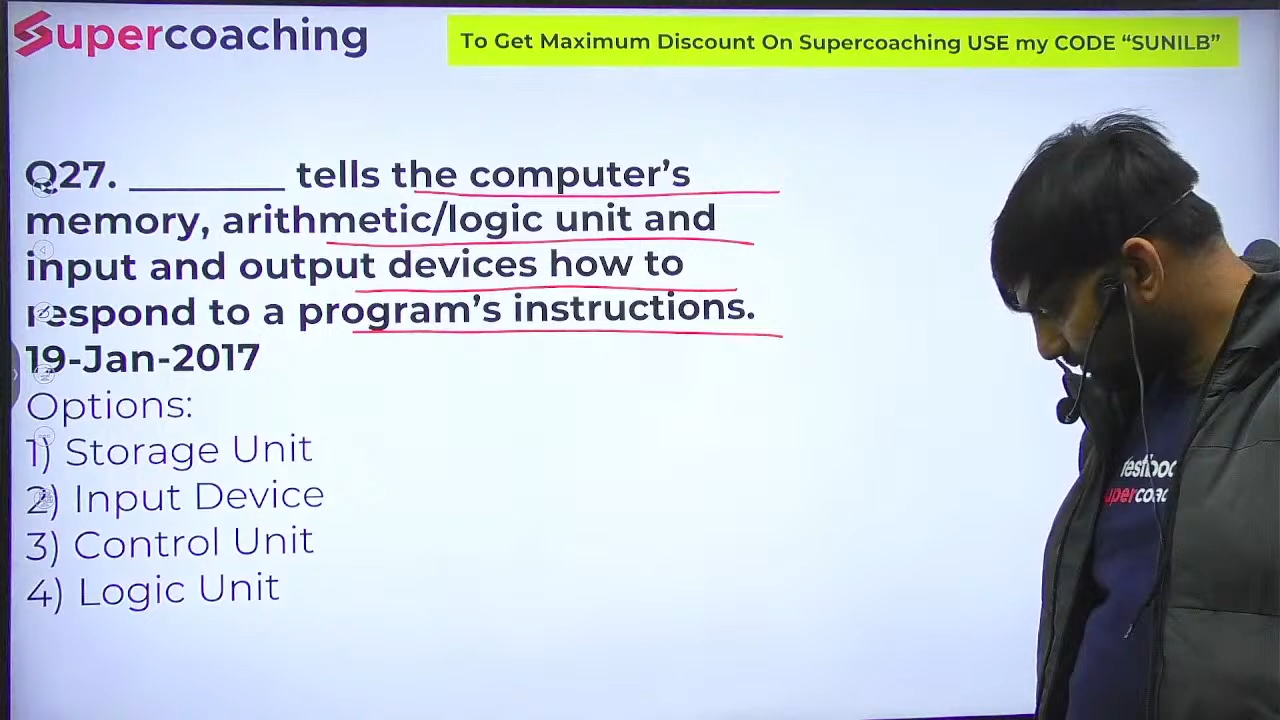 Supercoaching
To Get Maximum Discount On Supercoaching USE my CODE “SUNILB”
Q27. ________ tells the computer’s
memory, arithmetic/logic unit and
input and output devices how to
respond to a program’s instructions.
19-Jan-2017
Options:
1) Storage Unit
2) Input Device
3) Control Unit
4) Logic Unit